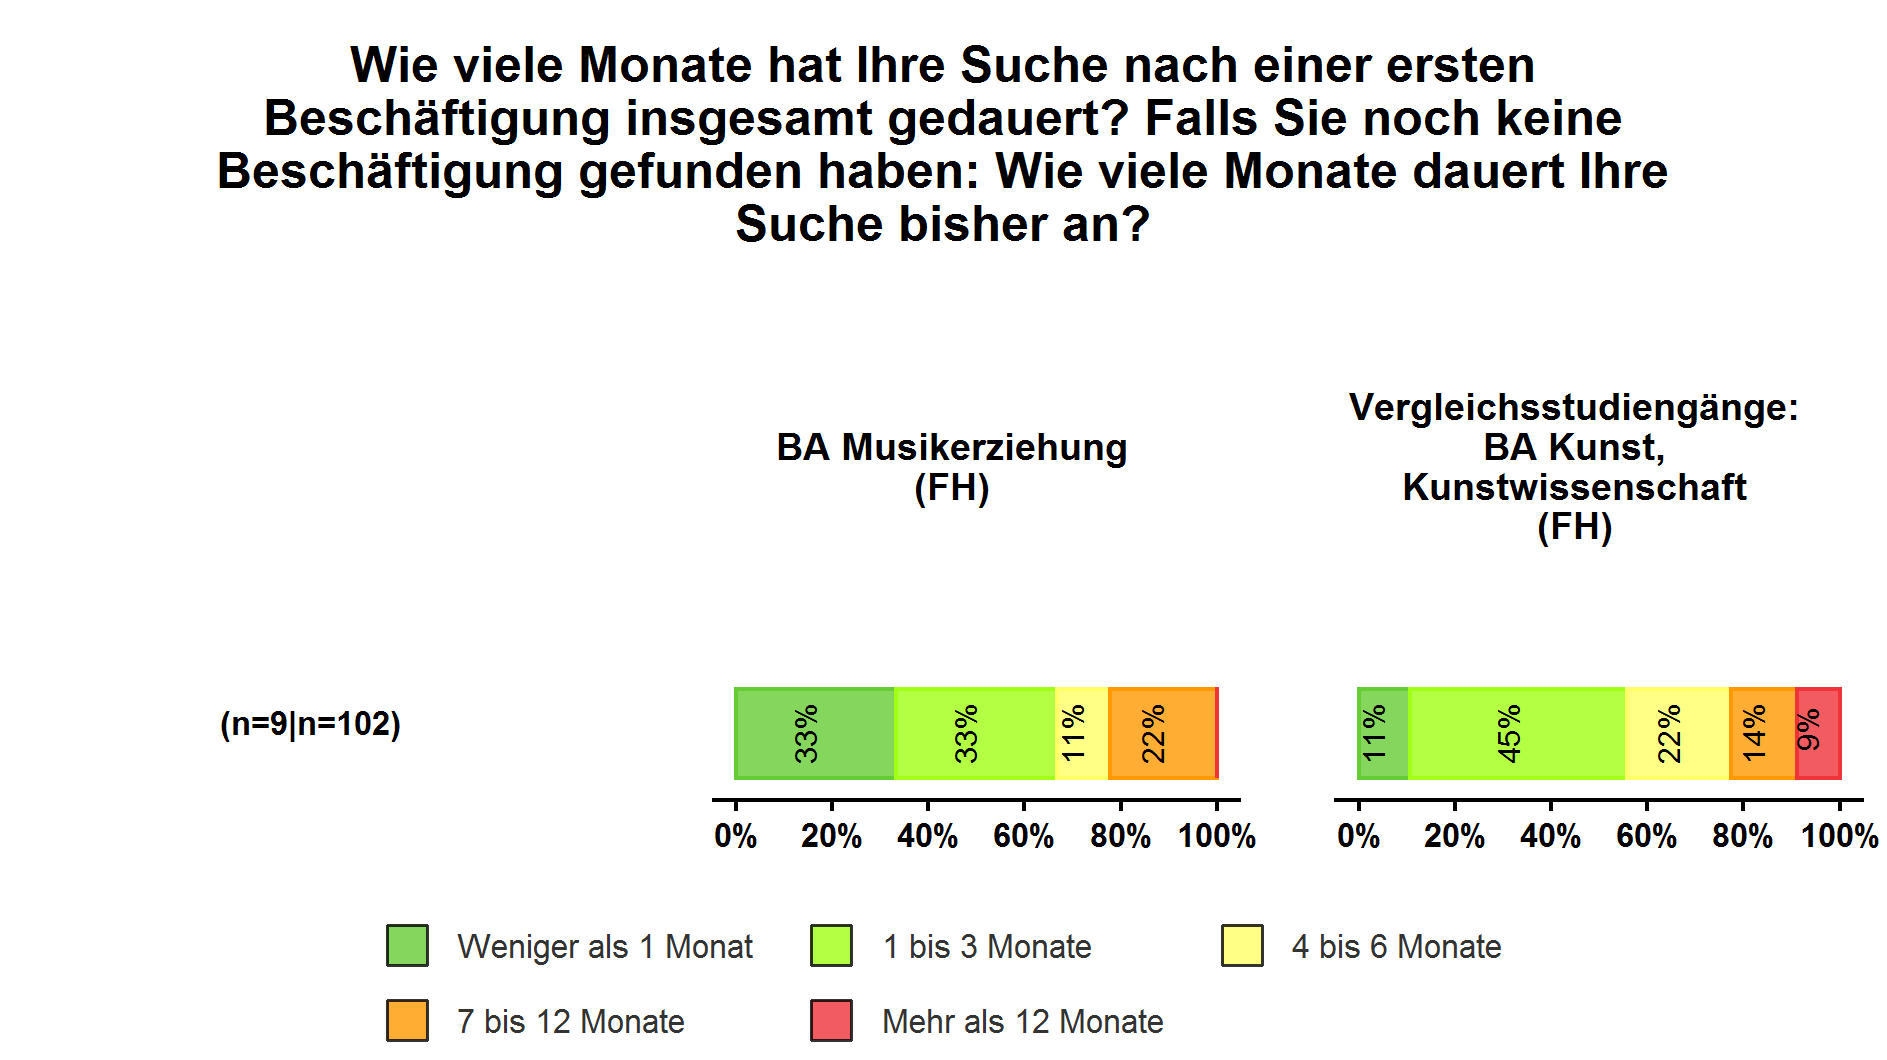 Wie viele Monate hat Ihre Suche nach einer ersten
Beschäftigung insgesamt gedauert? Falls Sie noch keine
Beschäftigung gefunden haben: Wie viele Monate dauert Ihre
Suche bisher an?
BA Musikerziehung
(FH)
Vergleichsstudiengänge:
BA Kunst,
Kunstwissenschaft
(FH)
(n=9|n=102)
33% 33% 11% 22%
11% 45% 22% 14% 9%
0% 20% 40% 60% 80% 100%
0% 20% 40% 60% 80% 100%
Weniger als 1 Monat
1 bis 3 Monate
4 bis 6 Monate
7 bis 12 Monate
Mehr als 12 Monate